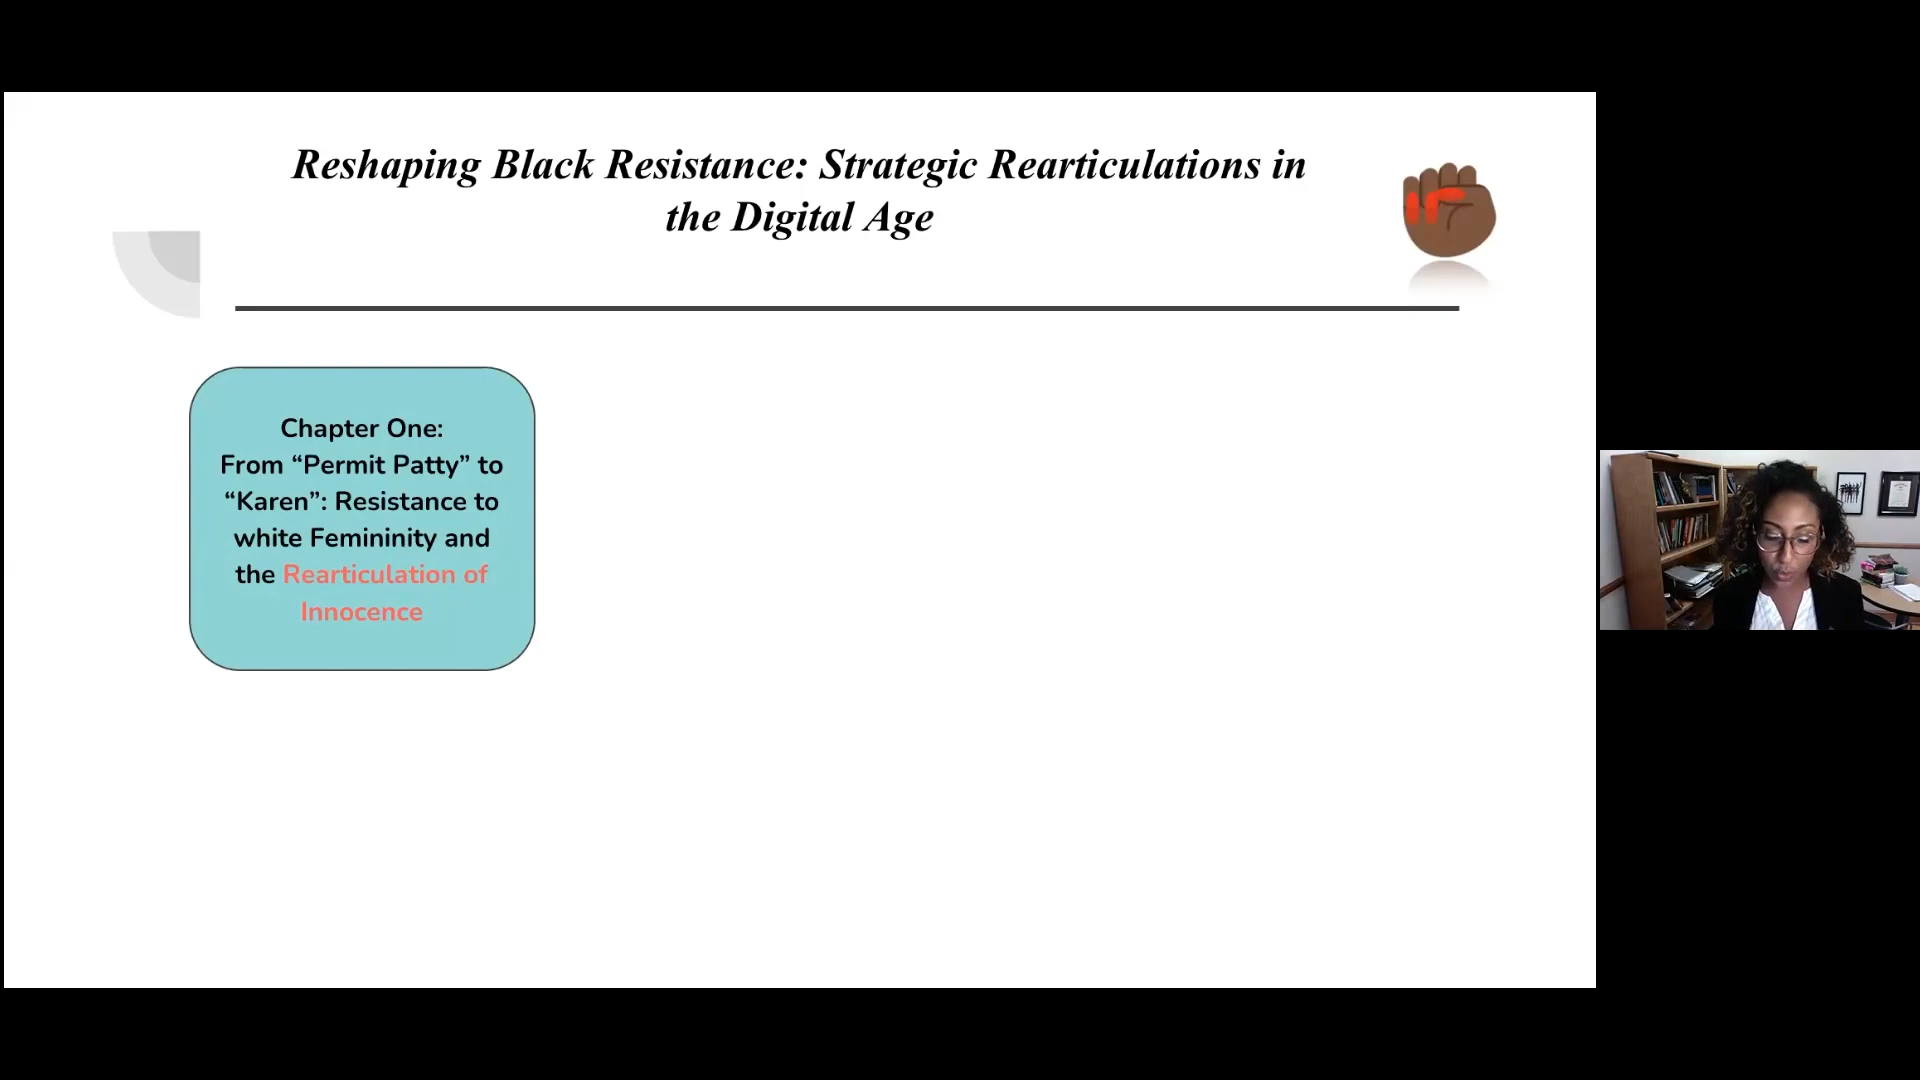 Reshaping Black Resistance: Strategic Rearticulations in
the Digital Age
Chapter One:
From “Permit Patty” to
“Karen”: Resistance to
white Femininity and
the Rearticulation of
Innocence